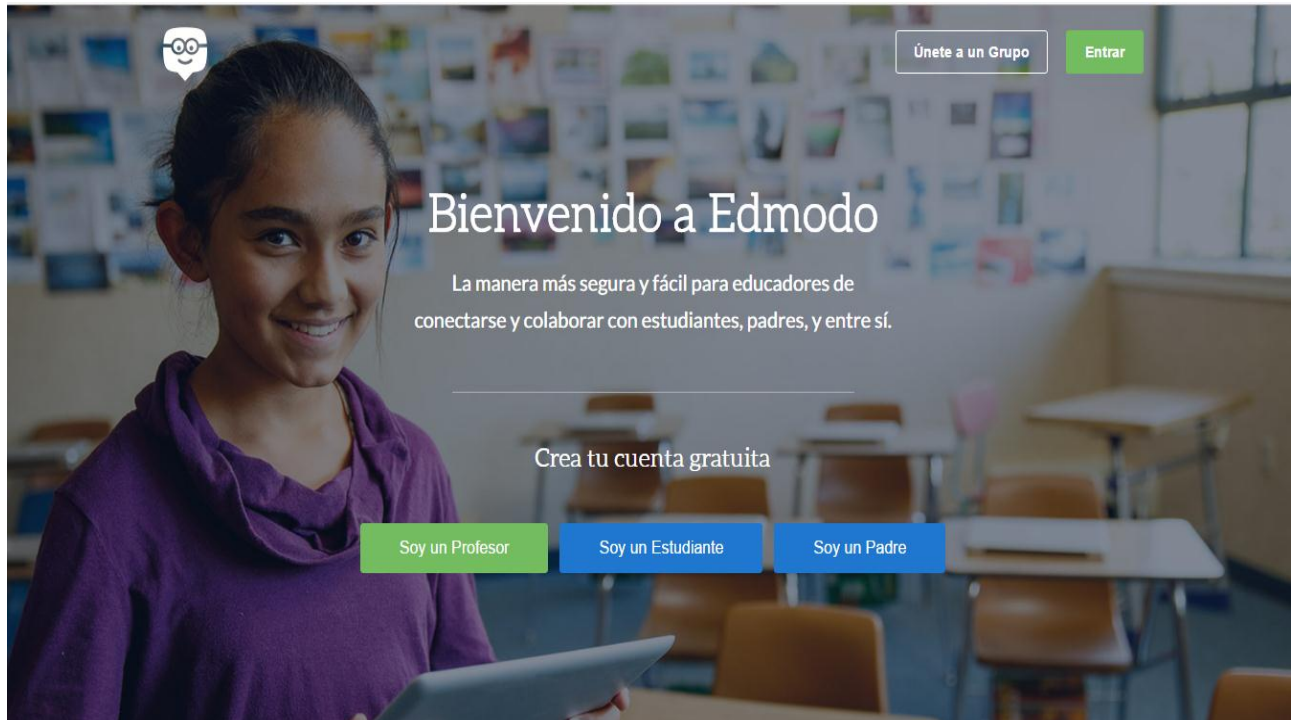 Únete a un Grupo
Entrar
Bienvenido a Edmodo
La manera más segura y fácil para educadores de
conectarse y colaborar con estudiantes, padres, y entre sí.
Crea tu cuenta gratuita
Soy un Profesor
Soy un Estudiante
Soy un Padre